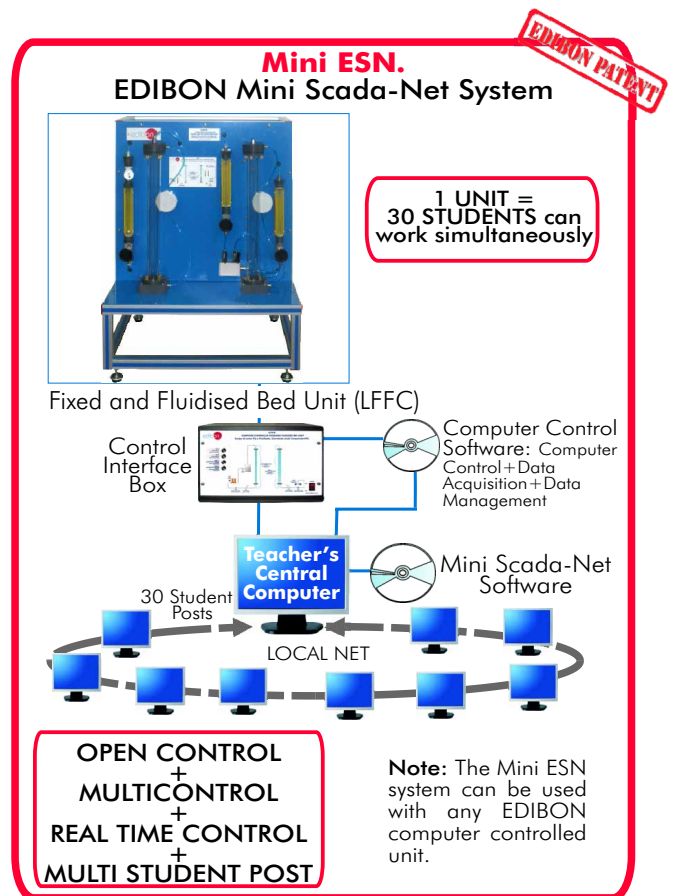 EDIBON PATENT
Mini ESN.
EDIBON Mini Scada-Net System
1 UNIT =
30 STUDENTS can
work simultaneously
Fixed and Fluidised Bed Unit (LFFC)
Control
Interface
Box
Computer Control
Software: Computer
Control+Data
Acquisition+Data
Management
Teacher's
Central
Computer
Mini Scada-Net
Software
30 Student
Posts
LOCAL NET
OPEN CONTROL
+
MULTICONTROL
+
REAL TIME CONTROL
+
MULTI STUDENT POST
Note: The Mini ESN
system can be used
with any EDIBON
computer controlled
unit.